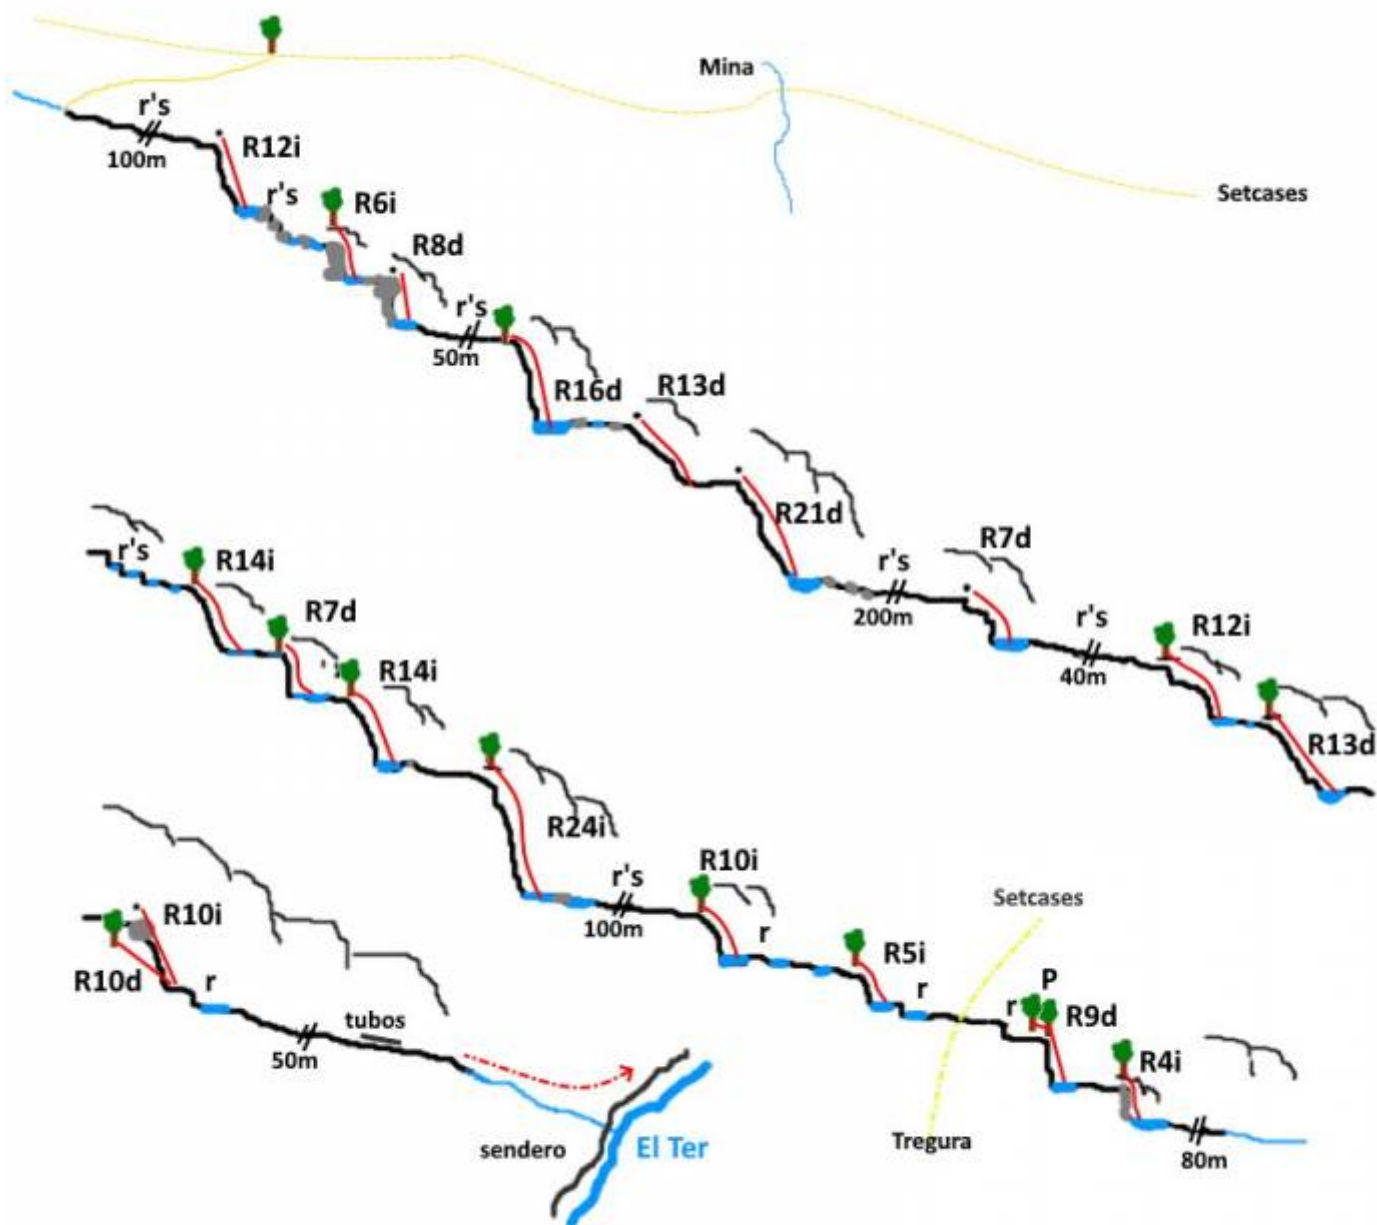 Mina
r's
100m
R12i
Setcases
r's
R6i
R8d
r's
50m
R16d
R13d
R21d
R7d
r's
200m
r's
40m
R12i
R13d
r's
R14i
R7d
R14i
R24i
r's
100m
R10i
r
R5i
r
Setcases
P
r
R9d
R4i
Tregura
80m
R10i
R10d
r
tubos
50m
sendero
El Ter